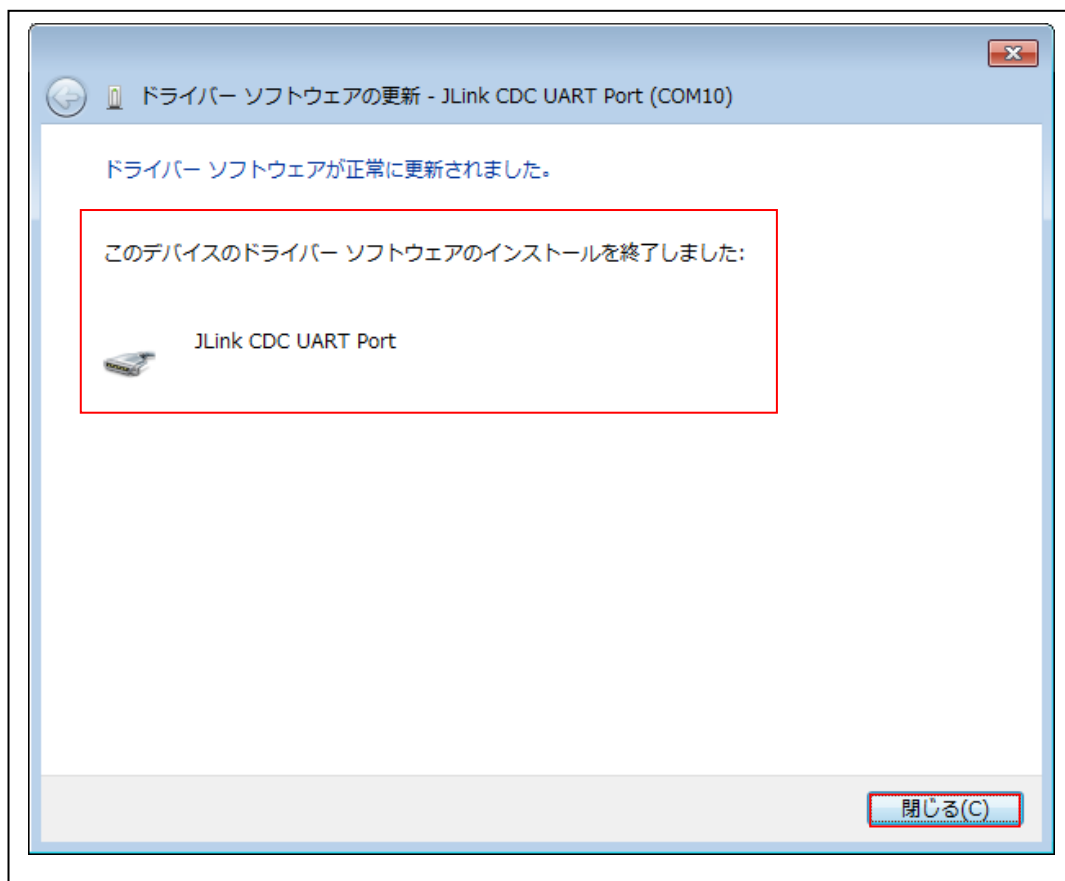 ドライバー ソフトウェアの更新 - JLink CDC UART Port (COM10)
ドライバー ソフトウェアが正常に更新されました。
このデバイスのドライバー ソフトウェアのインストールを終了しました:
JLink CDC UART Port
閉じる(C)